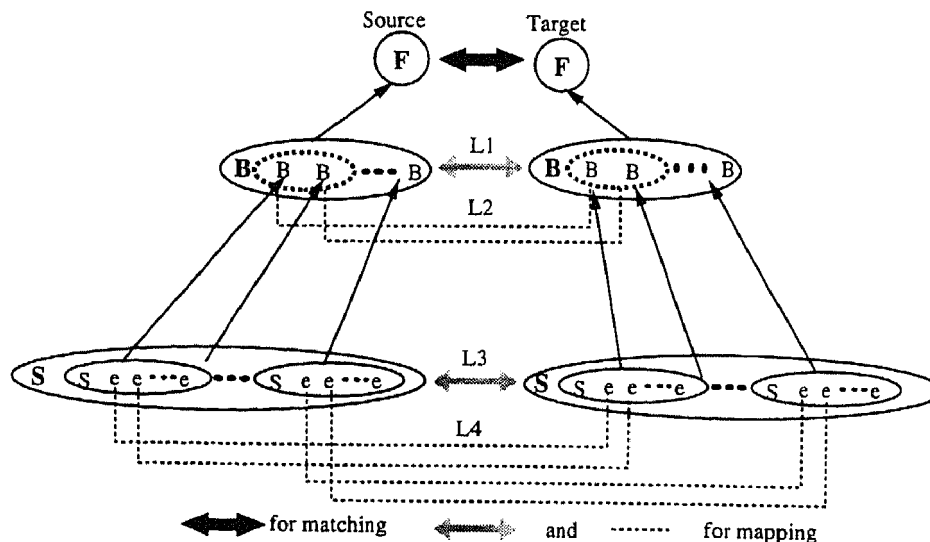 Source Target
F F
L1
B B B B B B B B
L2
L3
S S e e e S e e e S S e e e S e e e
L4
for matching and for mapping